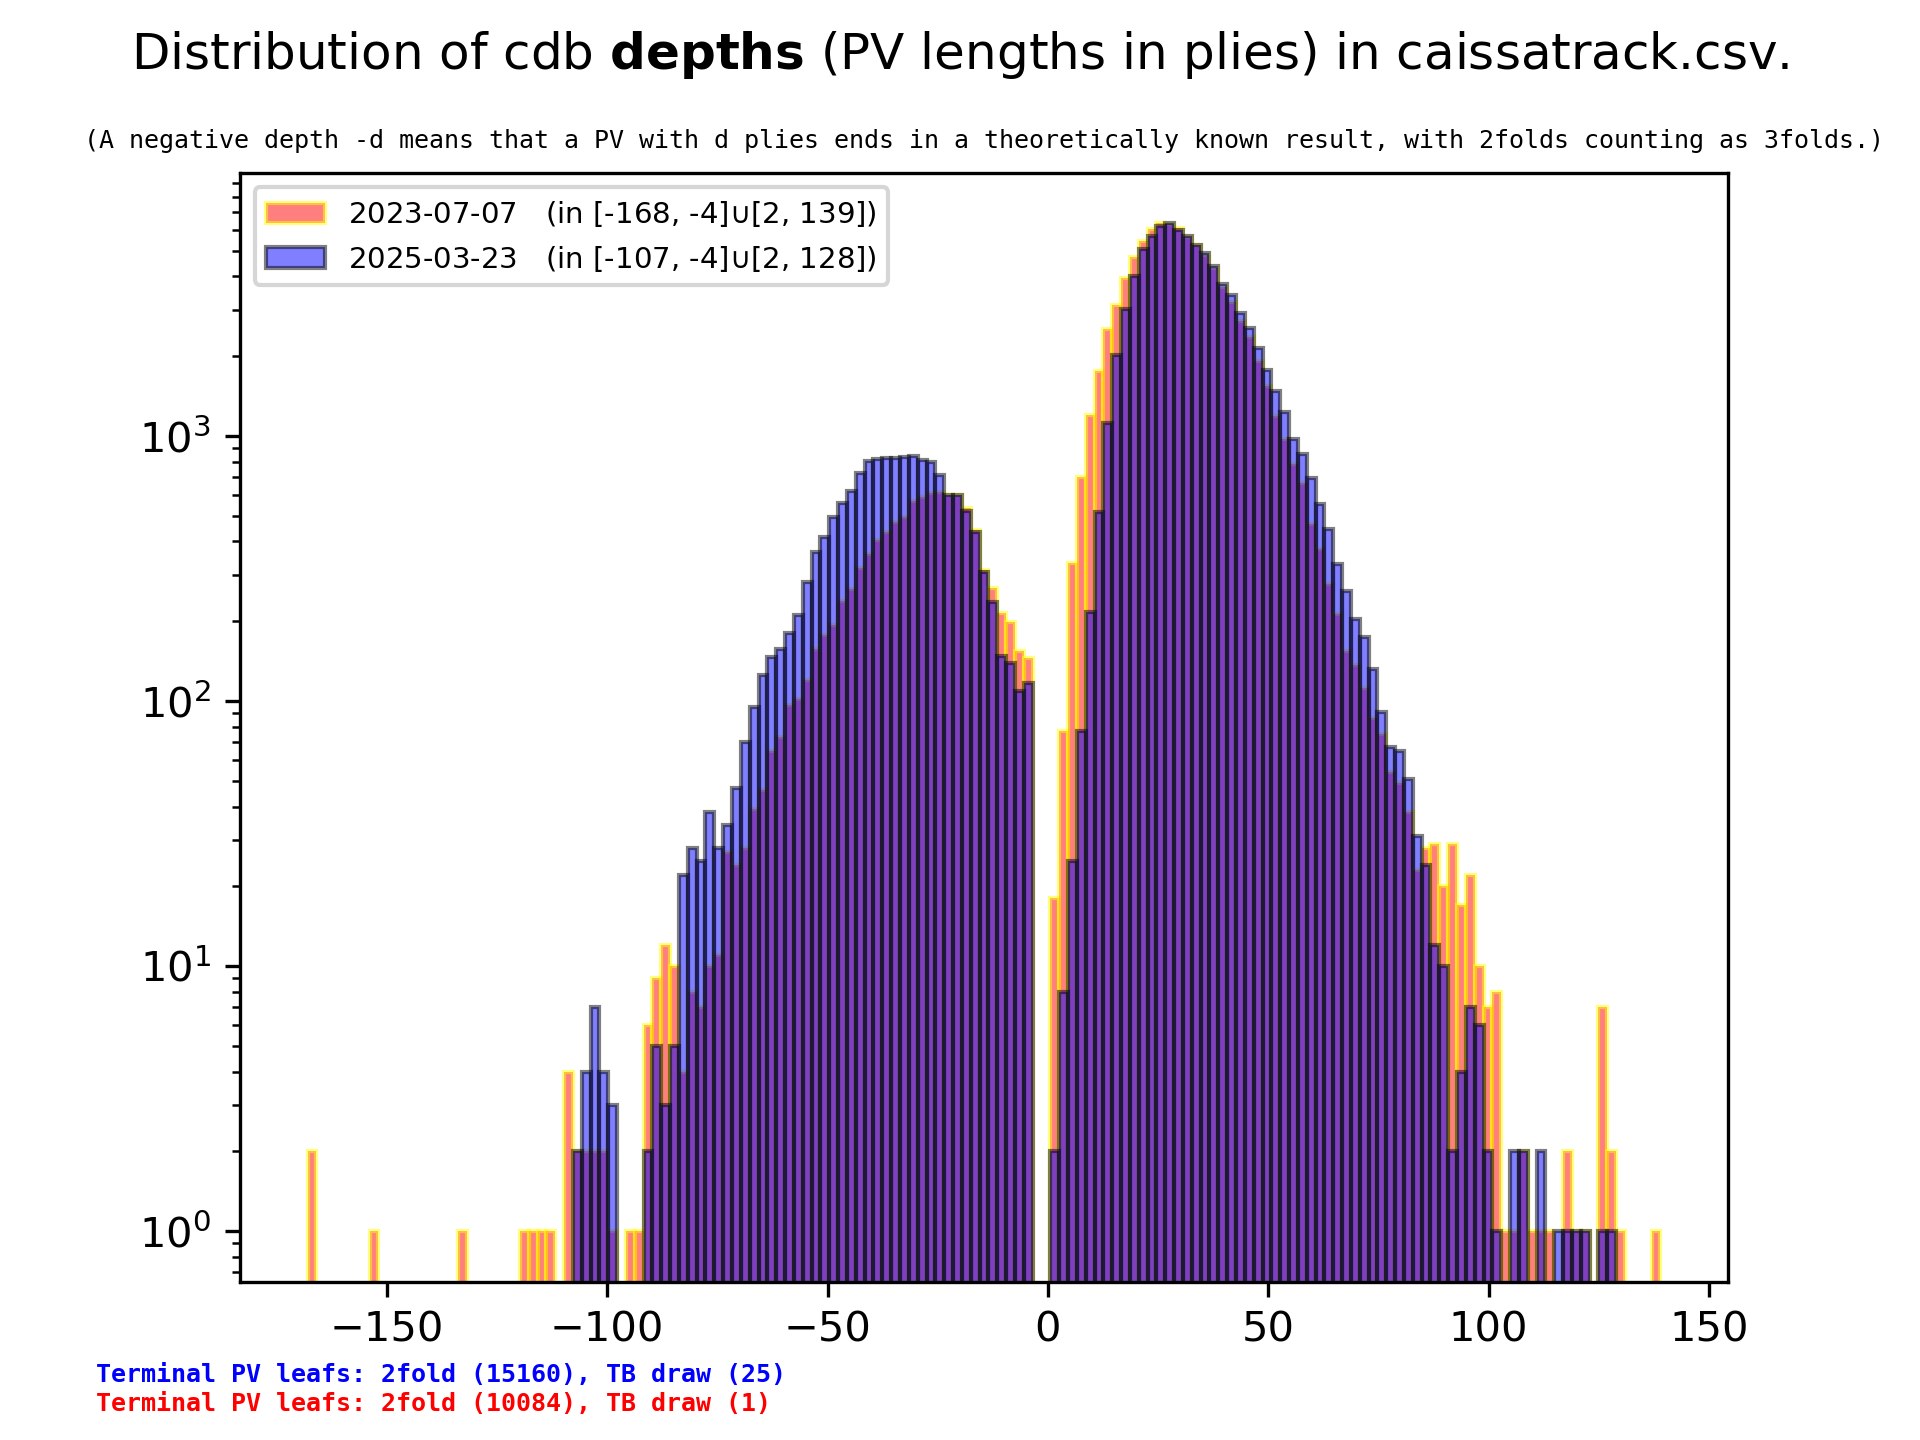 Distribution of cdb depths (PV lengths in plies) in caissatrack.csv.
(A negative depth -d means that a PV with d plies ends in a theoretically known result, with 2folds counting as 3folds.)
2023-07-07 (in [-168, -4]∪[2, 139])
2025-03-23 (in [-107, -4]∪[2, 128])
10³
10²
10¹
10⁰
−150 −100 −50 0 50 100 150
Terminal PV leafs: 2fold (15160), TB draw (25)
Terminal PV leafs: 2fold (10084), TB draw (1)